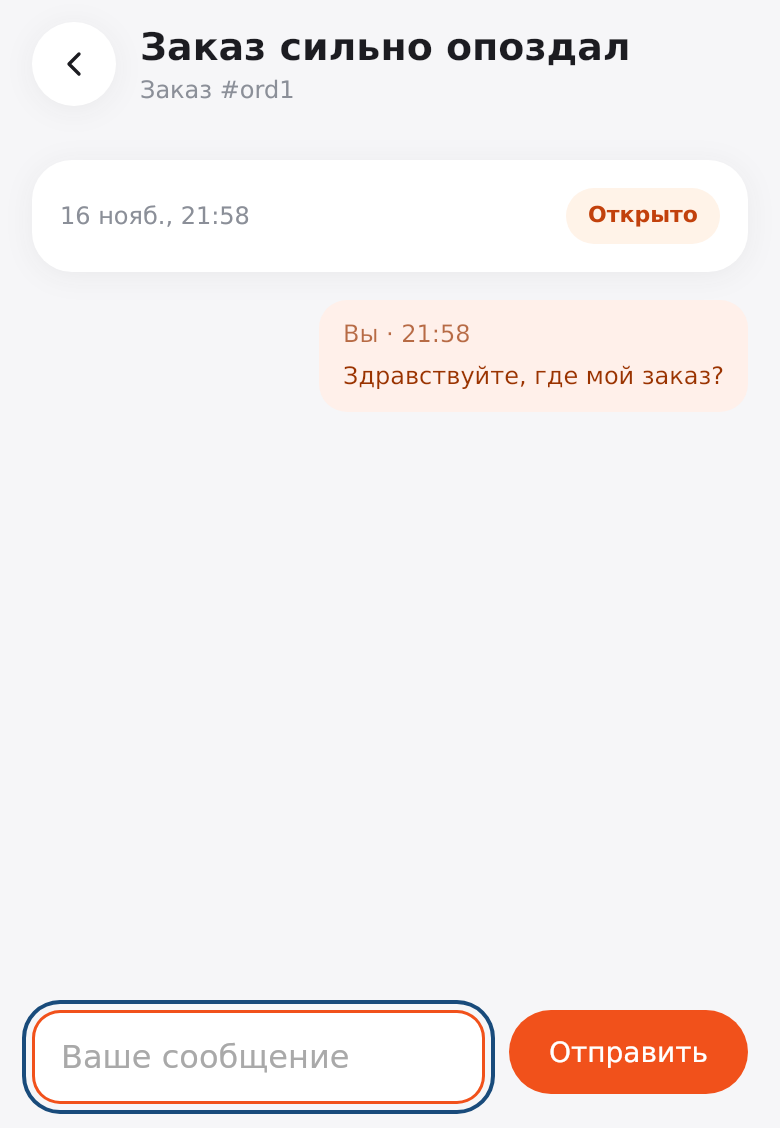 Заказ сильно опоздал
Заказ #ord1
16 нояб., 21:58
Открыто
Вы · 21:58
Здравствуйте, где мой заказ?
Ваше сообщение
Отправить